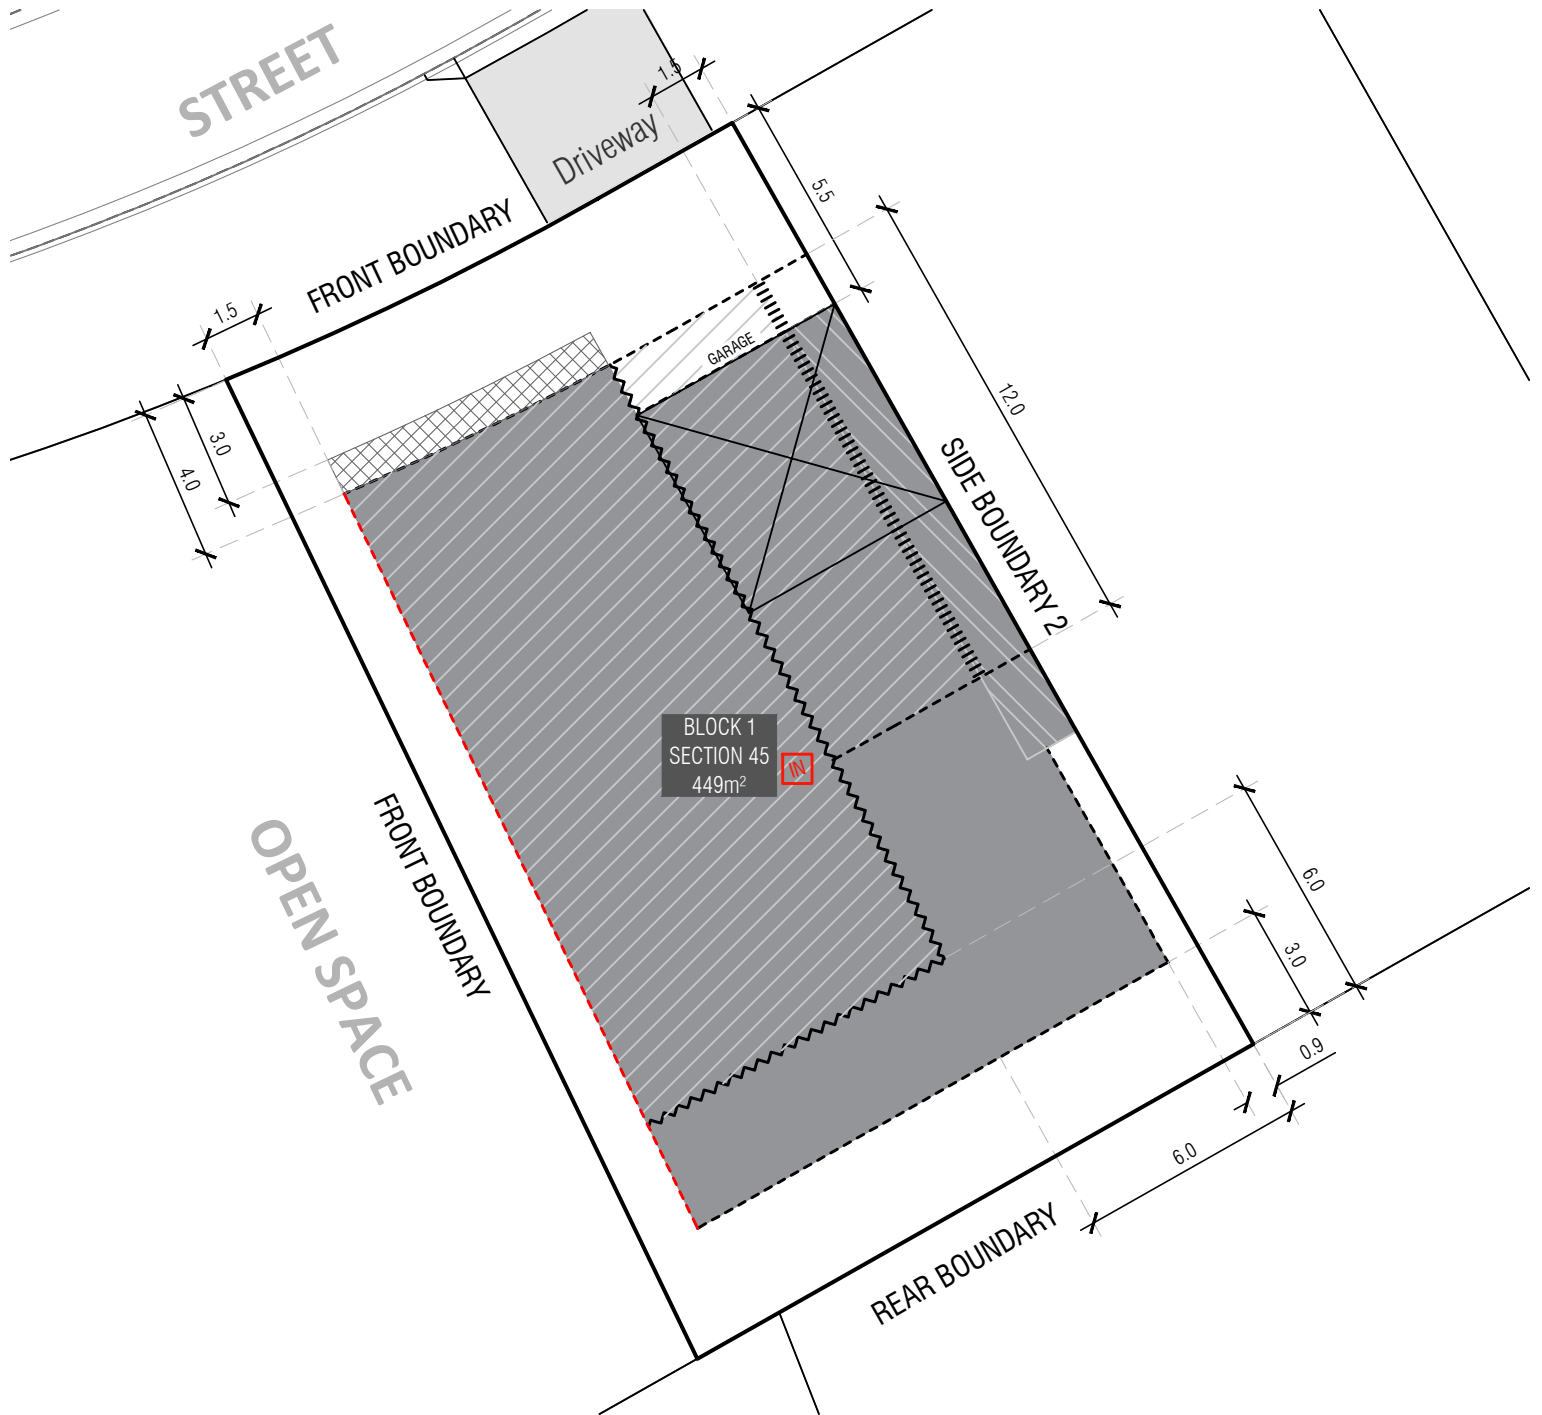 STREET
1.5
Driveway
5.5
FRONT BOUNDARY
1.5
GARAGE
12.0
3.0
4.0
SIDE BOUNDARY 2
BLOCK 1
SECTION 45
449m²
IN
FRONT BOUNDARY
OPEN SPACE
6.0
3.0
0.9
6.0
REAR BOUNDARY